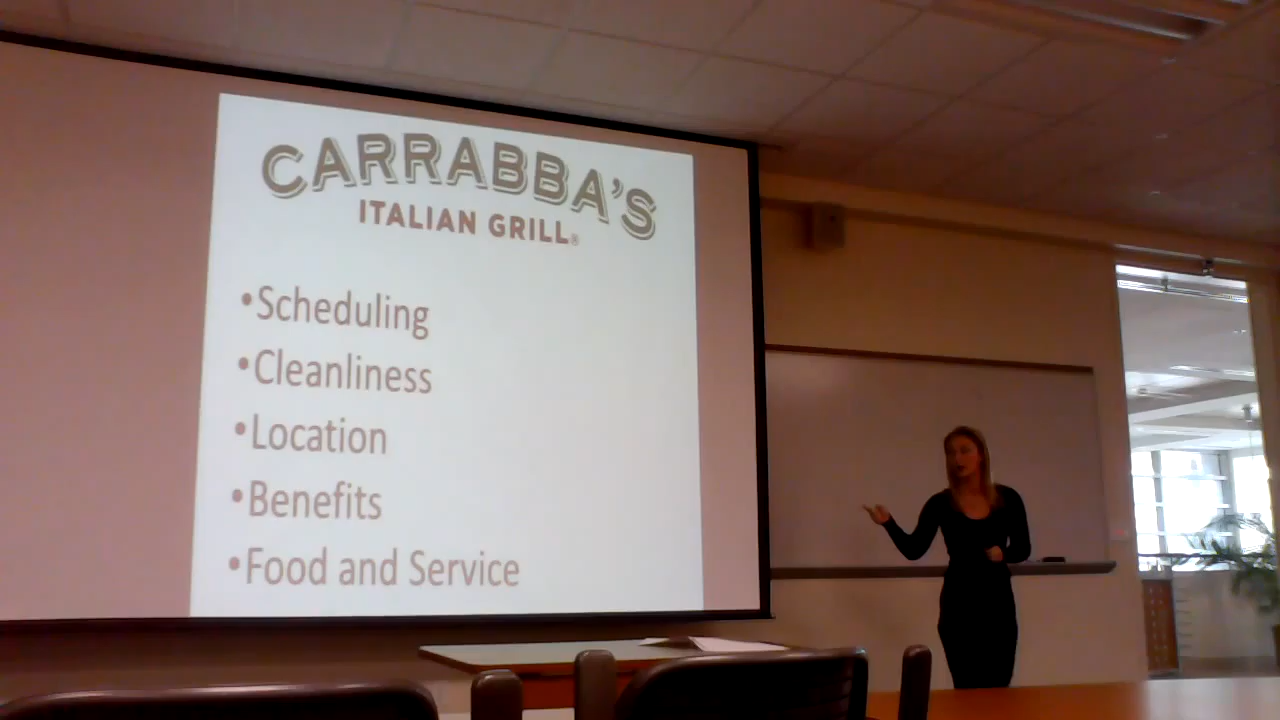 CARRABBA'S
ITALIAN GRILL®
•Scheduling
•Cleanliness
•Location
•Benefits
•Food and Service